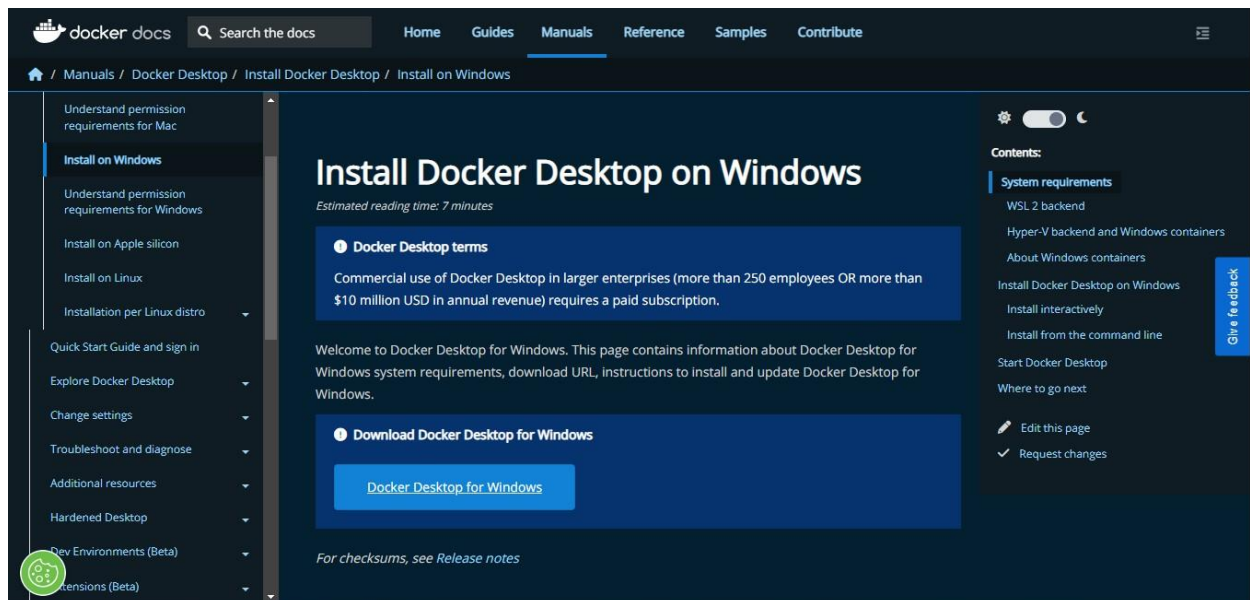 docker docs
Search the docs
Home Guides Manuals Reference Samples Contribute
/ Manuals / Docker Desktop / Install Docker Desktop / Install on Windows
Understand permission
requirements for Mac
Install on Windows
Understand permission
requirements for Windows
Install on Apple silicon
Install on Linux
Installation per Linux distro
Quick Start Guide and sign in
Explore Docker Desktop
Change settings
Troubleshoot and diagnose
Additional resources
Hardened Desktop
Dev Environments (Beta)
(Beta)
Install Docker Desktop on Windows
Estimated reading time: 7 minutes
Docker Desktop terms
Commercial use of Docker Desktop in larger enterprises (more than 250 employees OR more than
$10 million USD in annual revenue) requires a paid subscription.
Welcome to Docker Desktop for Windows. This page contains information about Docker Desktop for
Windows system requirements, download URL, instructions to install and update Docker Desktop for
Windows.
Download Docker Desktop for Windows
Docker Desktop for Windows
For checksums, see Release notes
Contents:
System requirements
WSL 2 backend
Hyper-V backend and Windows containers
About Windows containers
Install Docker Desktop on Windows
Install interactively
Install from the command line
Start Docker Desktop
Where to go next
Edit this page
Request changes
Give feedback